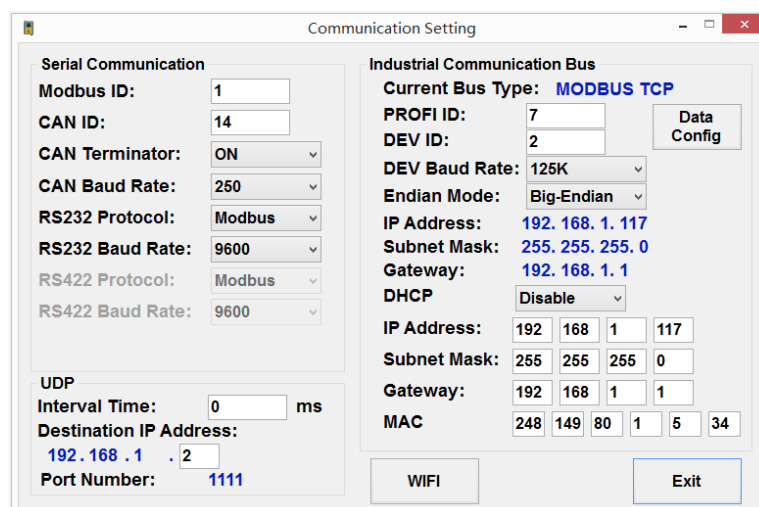 Communication Setting
Serial Communication
Modbus ID: 1
CAN ID: 14
CAN Terminator: ON
CAN Baud Rate: 250
RS232 Protocol: Modbus
RS232 Baud Rate: 9600
RS422 Protocol: Modbus
RS422 Baud Rate: 9600
UDP
Interval Time: 0 ms
Destination IP Address:
192 . 168 . 1 . 2
Port Number: 1111
Industrial Communication Bus
Current Bus Type: MODBUS TCP
PROFI ID: 7
DEV ID: 2
Data
Config
DEV Baud Rate: 125K
Endian Mode: Big-Endian
IP Address: 192. 168. 1. 117
Subnet Mask: 255. 255. 255. 0
Gateway: 192. 168. 1. 1
DHCP Disable
IP Address: 192 168 1 117
Subnet Mask: 255 255 255 0
Gateway: 192 168 1 1
MAC 248 149 80 1 5 34
WIFI
Exit